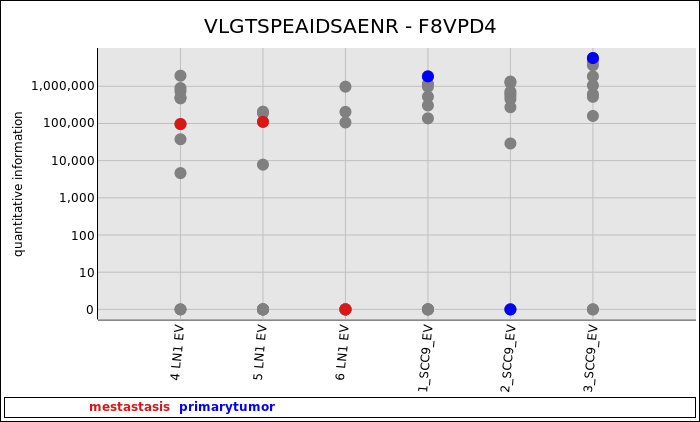 VLGTSPEAIDSAENR - F8VPD4
quantitative information
1,000,000
100,000
10,000
1,000
100
10
0
4 LN1 EV
5 LN1 EV
6 LN1 EV
1_SCC9_EV
2_SCC9_EV
3_SCC9_EV
mestastasis primarytumor